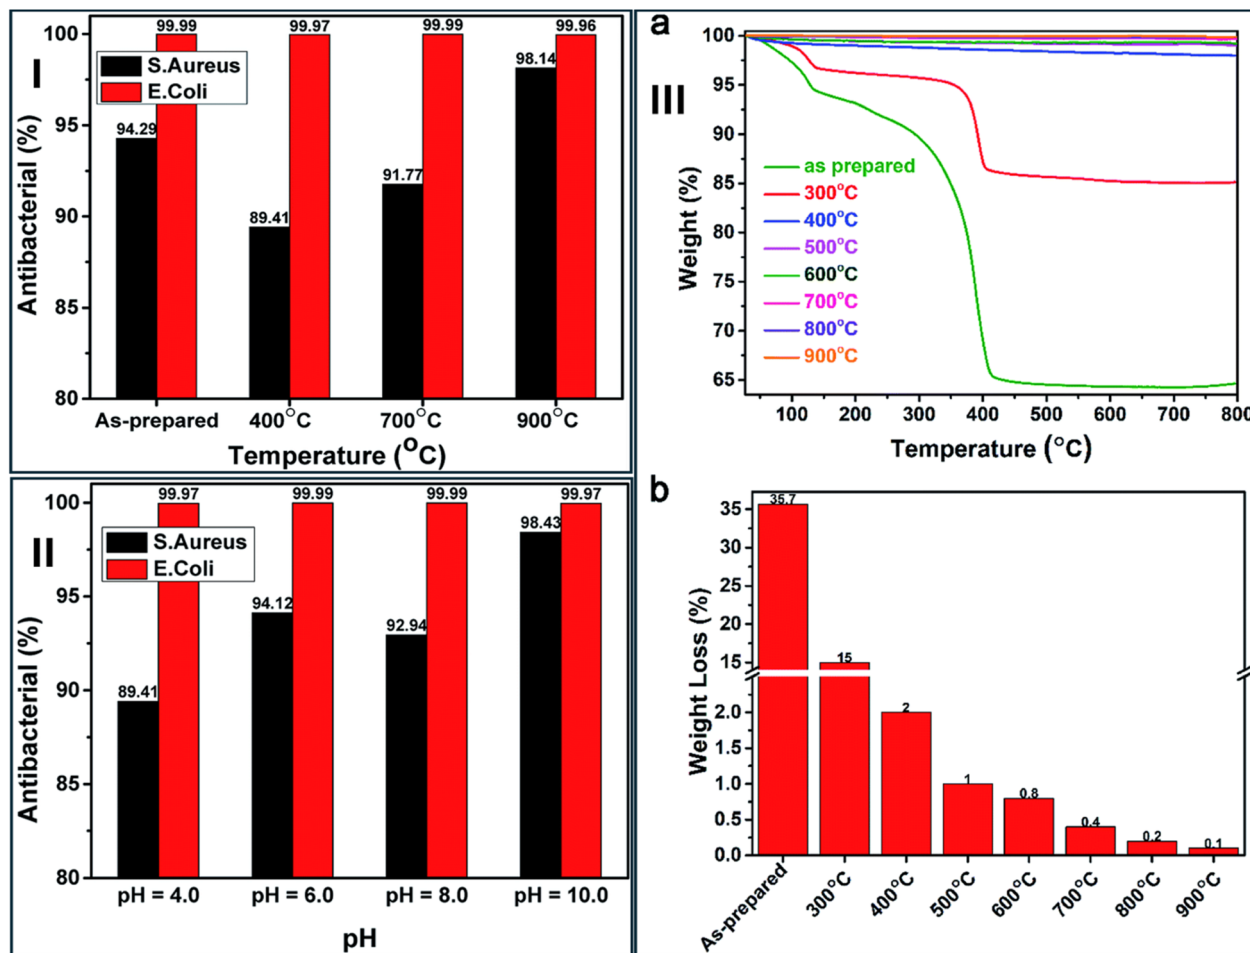 I
Antibacterial (%)
100
95
90
85
80
S.Aureus
E.Coli
94.29
99.99
89.41
99.97
91.77
99.99
98.14
99.96
As-prepared
400°C
700°C
900°C
Temperature (°C)
II
Antibacterial (%)
100
95
90
85
80
S.Aureus
E.Coli
89.41
99.97
94.12
99.99
92.94
99.99
98.43
99.97
pH = 4.0
pH = 6.0
pH = 8.0
pH = 10.0
pH
a
III
Weight (%)
100
95
90
85
80
75
70
65
as prepared
300°C
400°C
500°C
600°C
700°C
800°C
900°C
100
200
300
400
500
600
700
800
Temperature (°C)
b
Weight Loss (%)
35
30
25
20
15
2.0
1.5
1.0
0.5
0.0
35.7
15
2
1
0.8
0.4
0.2
0.1
As-prepared
300°C
400°C
500°C
600°C
700°C
800°C
900°C